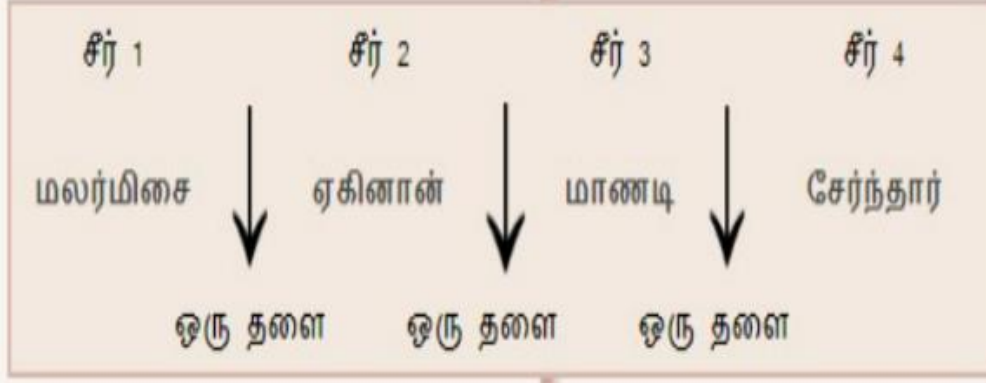 சீர் 1 சீர் 2 சீர் 3 சீர் 4
மலர்மிசை ஏகினான் மாணடி சேர்ந்தார்
ஒரு தளை ஒரு தளை ஒரு தளை